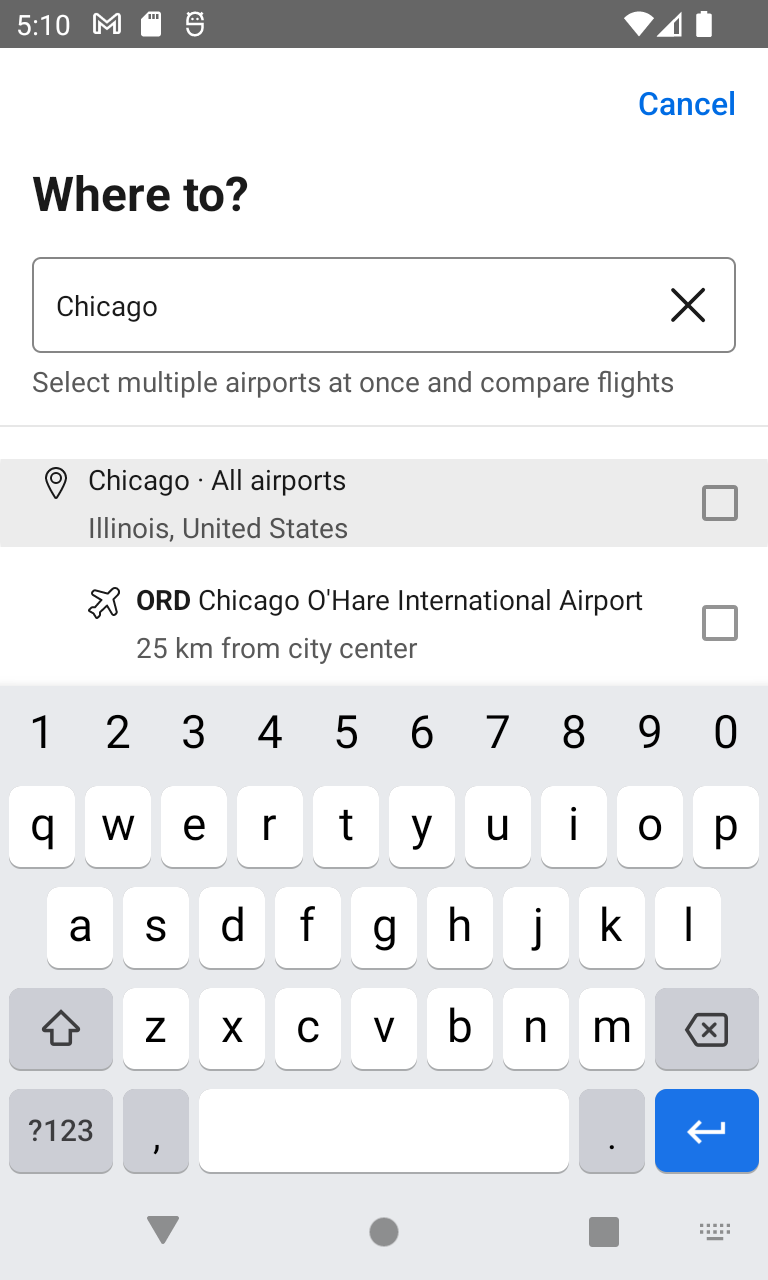 5:10
Cancel
Where to?
Chicago
Select multiple airports at once and compare flights
Chicago · All airports
Illinois, United States
ORD Chicago O'Hare International Airport
25 km from city center
1 2 3 4 5 6 7 8 9 0
q w e r t y u i o p
a s d f g h j k l
z x c v b n m
?123 , .